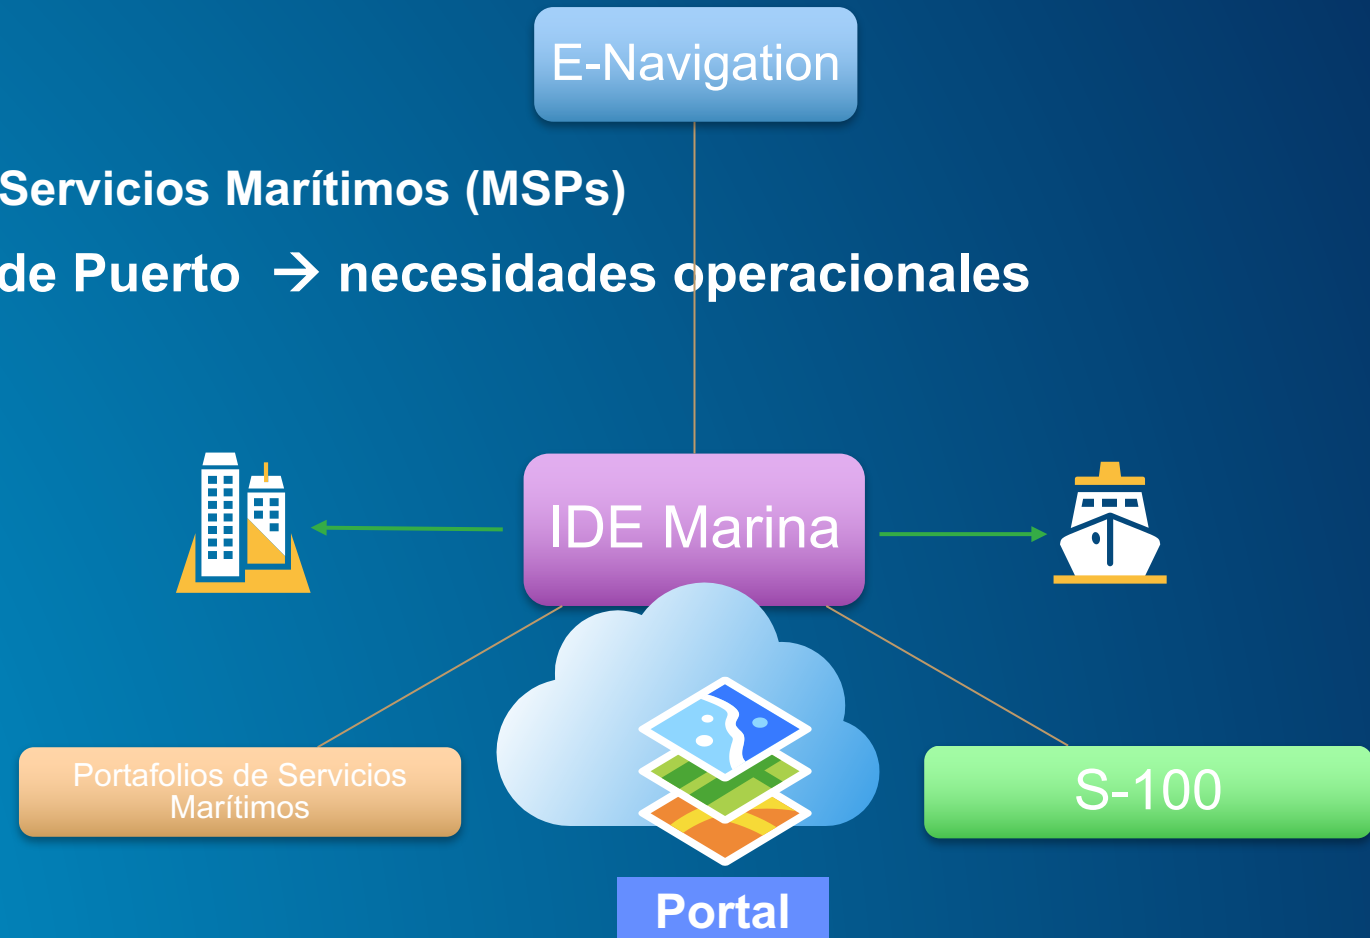 E-Navigation
Servicios Marítimos (MSPs)
de Puerto → necesidades operacionales
IDE Marina
Portafolios de Servicios
Marítimos
S-100
Portal